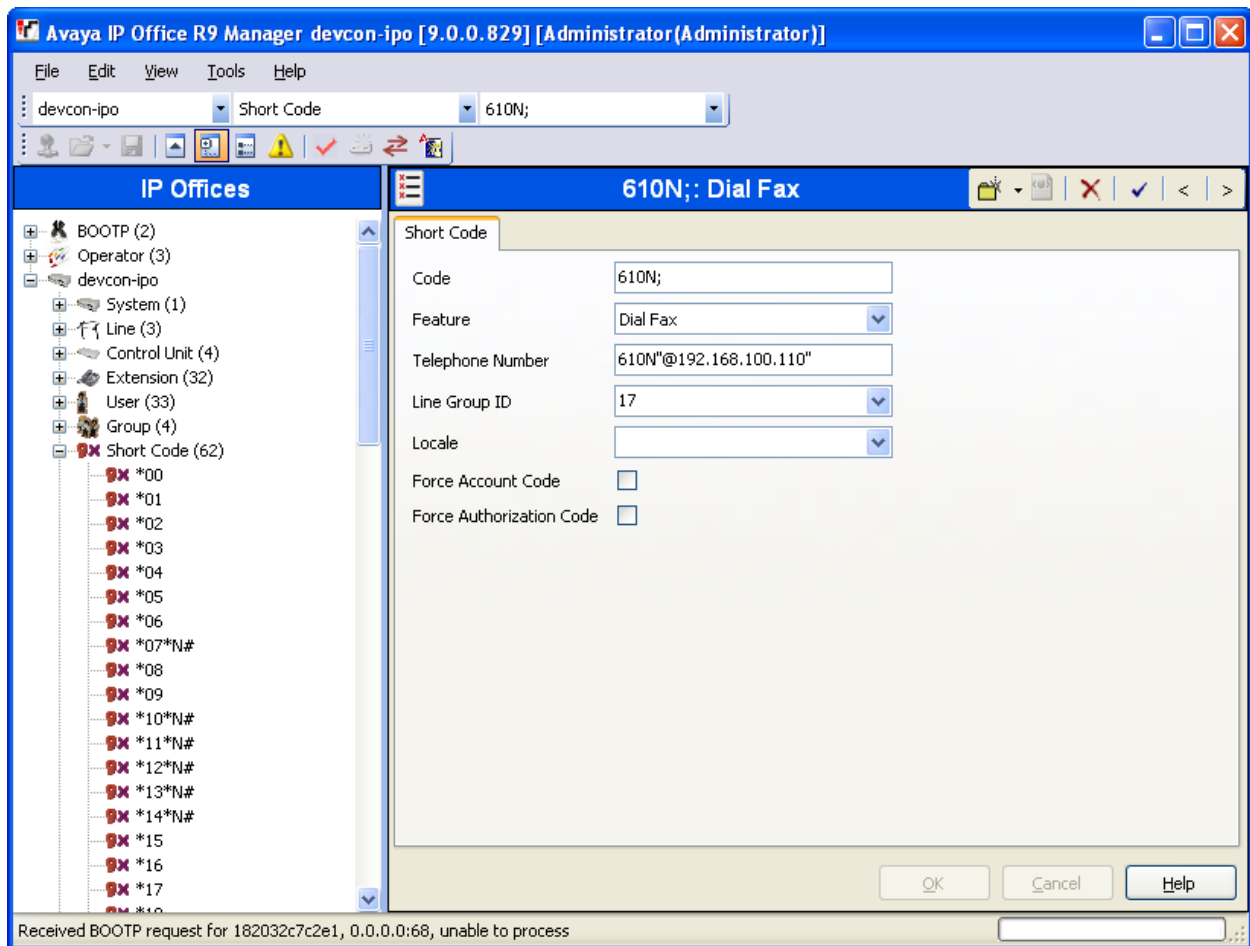 Avaya IP Office R9 Manager devcon-ipo [9.0.0.829] [Administrator(Administrator)]
File Edit View Tools Help
devcon-ipo Short Code 610N;
IP Offices
BOOTP (2)
Operator (3)
devcon-ipo
System (1)
Line (3)
Control Unit (4)
Extension (32)
User (33)
Group (4)
Short Code (62)
*00
*01
*02
*03
*04
*05
*06
*07*N#
*08
*09
*10*N#
*11*N#
*12*N#
*13*N#
*14*N#
*15
*16
*17
610N;: Dial Fax
Short Code
Code 610N;
Feature Dial Fax
Telephone Number 610N"@192.168.100.110"
Line Group ID 17
Locale
Force Account Code
Force Authorization Code
OK Cancel Help
Received BOOTP request for 182032c7c2e1, 0.0.0.0:68, unable to process